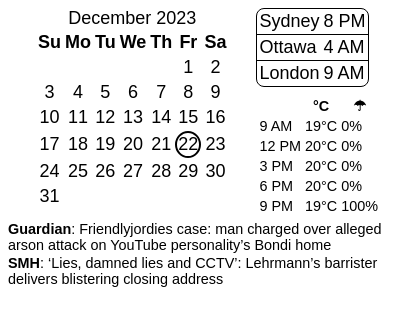 December 2023
Su Mo Tu We Th Fr Sa
1 2
3 4 5 6 7 8 9
10 11 12 13 14 15 16
17 18 19 20 21 22 23
24 25 26 27 28 29 30
31
Sydney 8 PM
Ottawa 4 AM
London 9 AM
°C ☂
9 AM 19°C 0%
12 PM 20°C 0%
3 PM 20°C 0%
6 PM 20°C 0%
9 PM 19°C 100%
Guardian: Friendlyjordies case: man charged over alleged
arson attack on YouTube personality’s Bondi home
SMH: ‘Lies, damned lies and CCTV’: Lehrmann’s barrister
delivers blistering closing address